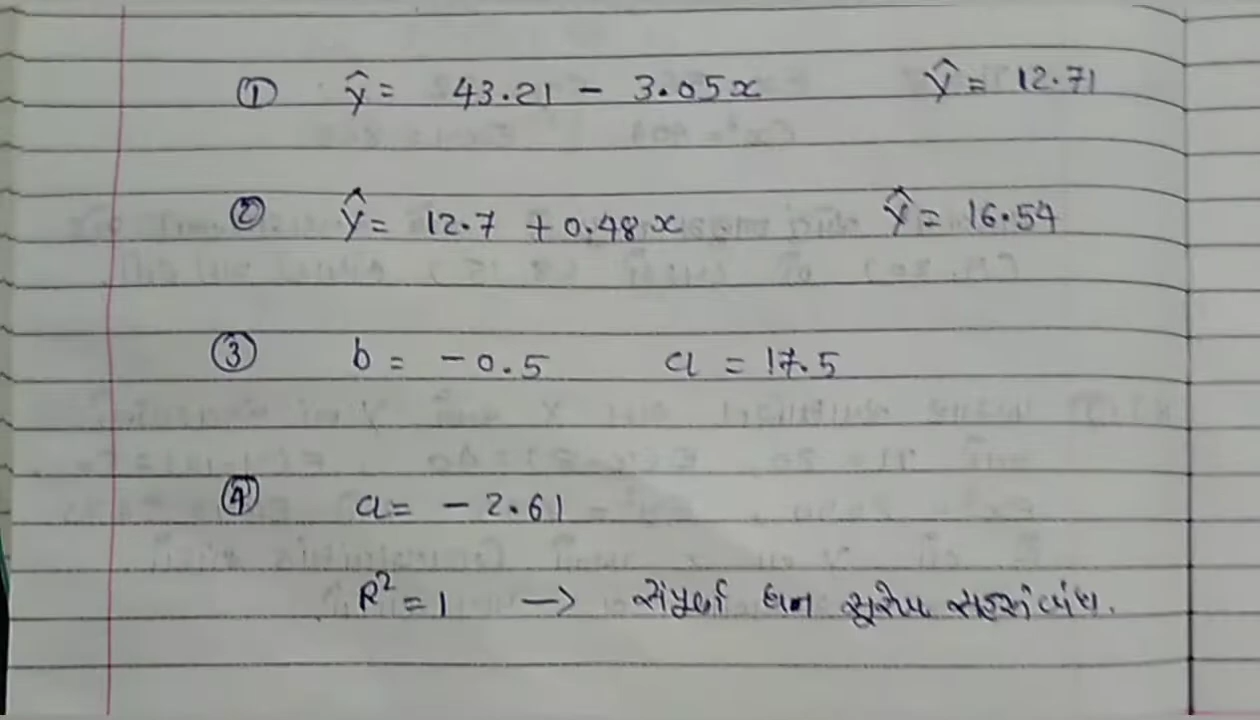 ① ŷ = 43.21 - 3.05x ŷ = 12.71
② ŷ = 12.7 + 0.48x ŷ = 16.54
③ b = -0.5 a = 17.5
④ a = -2.61
R² = 1 → સંપૂર્ણ ધન સુરેખ સહસંબંધ.